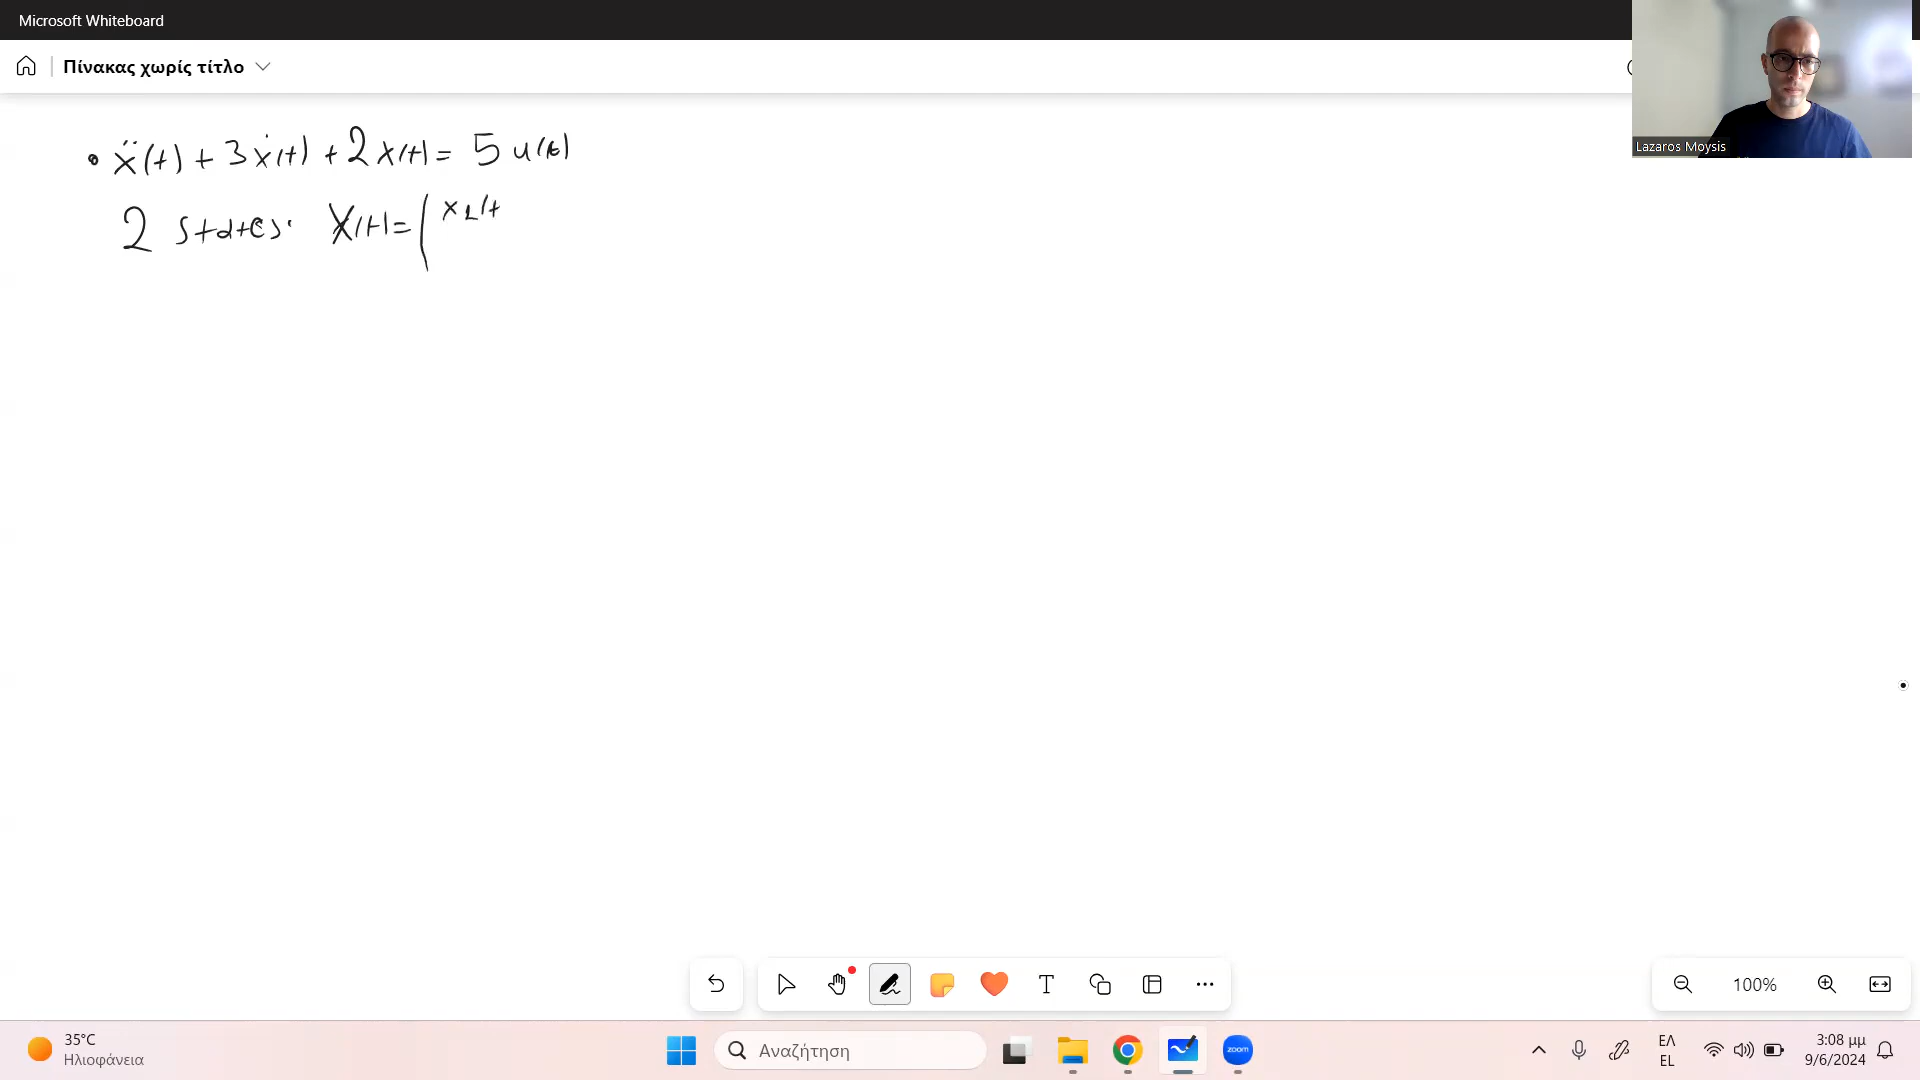 Microsoft Whiteboard
Πίνακας χωρίς τίτλο
Lazaros Moysis
• ẍ(t) + 3ẋ(t) + 2x(t) = 5u(t)
2 states: X(t) = ( x₁(t
100%
35°C
Ηλιοφάνεια
Αναζήτηση
zoom
ΕΛ
EL
3:08 μμ
9/6/2024